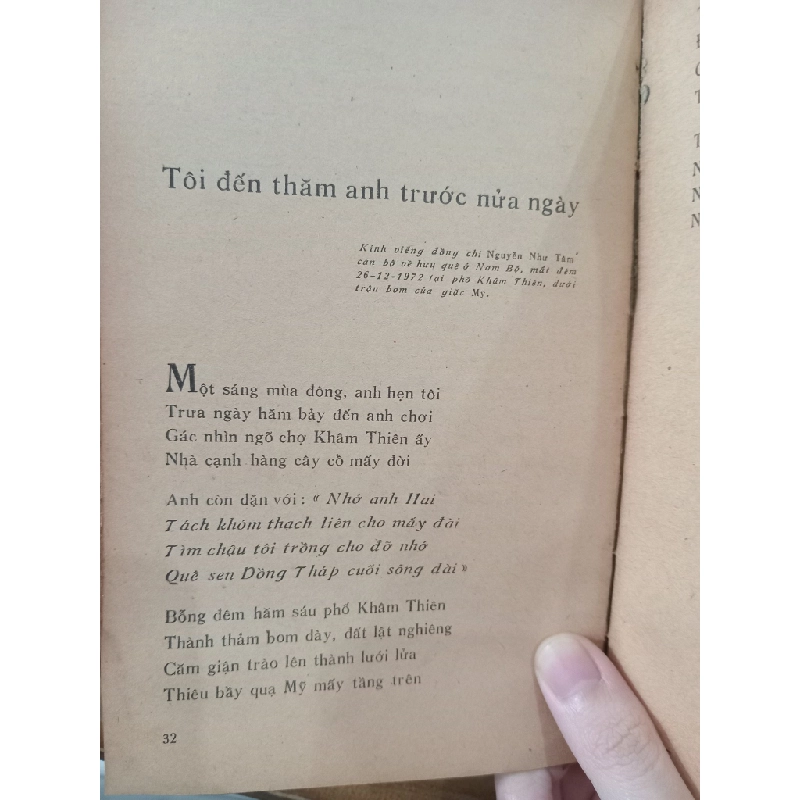 Tôi đến thăm anh trước nửa ngày
Kính viếng đồng chí Nguyễn Như Tâm
cán bộ về hưu quê ở Nam Bộ, mất đêm
26-12-1972 tại phố Khâm Thiên, dưới
trận bom của giặc Mỹ.
Một sáng mùa đông, anh hẹn tôi
Trưa ngày hăm bảy đến anh chơi
Gác nhìn ngõ chợ Khâm Thiên ấy
Nhà cạnh hàng cây cỗ mấy đời
Anh còn dặn với : « Nhớ anh Hai
Tách khóm thạch liên cho mấy đài
Tìm chậu tôi trồng cho đỡ nhớ
Quê sen Đồng Tháp cuối sông dài »
Bỗng đêm hăm sáu phố Khâm Thiên
Thành thảm bom dày, đất lật nghiêng
Căm giận trào lên thành lưới lửa
Thiêu bầy quạ Mỹ mấy tầng trên
32